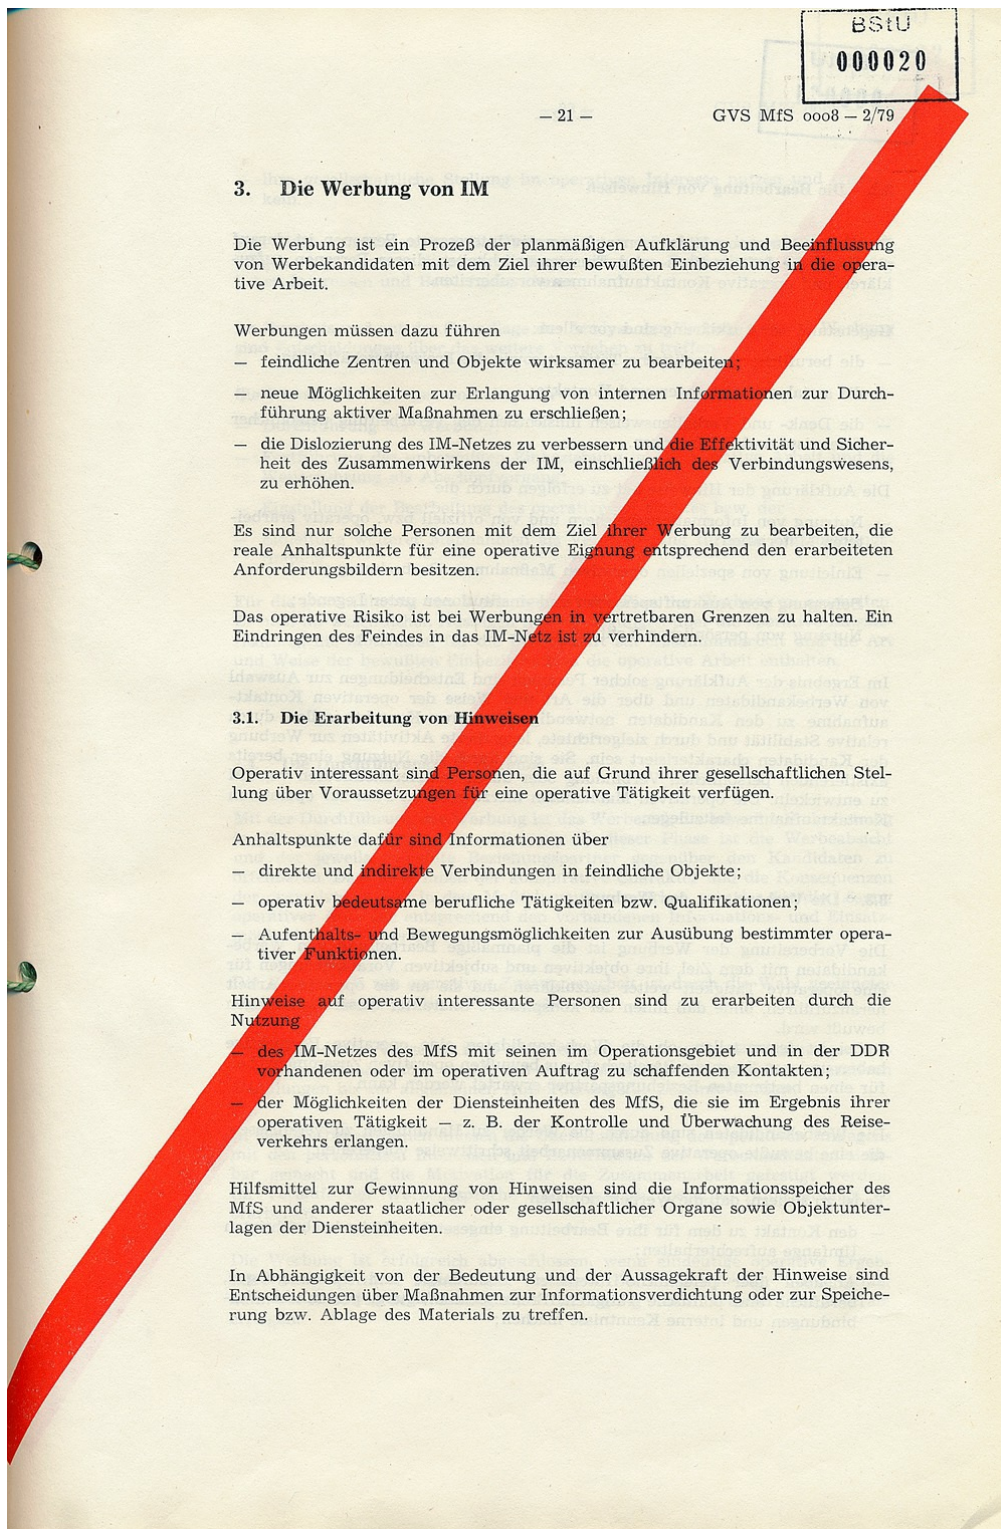 BStU
000020
— 21 —
GVS MfS ooo8 — 2/79
3. Die Werbung von IM
Die Werbung ist ein Prozeß der planmäßigen Aufklärung und Beeinflussung
von Werbekandidaten mit dem Ziel ihrer bewußten Einbeziehung in die opera-
tive Arbeit.
Werbungen müssen dazu führen
— feindliche Zentren und Objekte wirksamer zu bearbeiten;
— neue Möglichkeiten zur Erlangung von internen Informationen zur Durch-
führung aktiver Maßnahmen zu erschließen;
— die Dislozierung des IM-Netzes zu verbessern und die Effektivität und Sicher-
heit des Zusammenwirkens der IM, einschließlich des Verbindungswesens,
zu erhöhen.
Es sind nur solche Personen mit dem Ziel ihrer Werbung zu bearbeiten, die
reale Anhaltspunkte für eine operative Eignung entsprechend den erarbeiteten
Anforderungsbildern besitzen.
Das operative Risiko ist bei Werbungen in vertretbaren Grenzen zu halten. Ein
Eindringen des Feindes in das IM-Netz ist zu verhindern.
3.1. Die Erarbeitung von Hinweisen
Operativ interessant sind Personen, die auf Grund ihrer gesellschaftlichen Stel-
lung über Voraussetzungen für eine operative Tätigkeit verfügen.
Anhaltspunkte dafür sind Informationen über
— direkte und indirekte Verbindungen in feindliche Objekte;
— operativ bedeutsame berufliche Tätigkeiten bzw. Qualifikationen;
— Aufenthalts- und Bewegungsmöglichkeiten zur Ausübung bestimmter opera-
tiver Funktionen.
Hinweise auf operativ interessante Personen sind zu erarbeiten durch die
Nutzung
— des IM-Netzes des MfS mit seinen im Operationsgebiet und in der DDR
vorhandenen oder im operativen Auftrag zu schaffenden Kontakten;
— der Möglichkeiten der Diensteinheiten des MfS, die sie im Ergebnis ihrer
operativen Tätigkeit — z. B. der Kontrolle und Überwachung des Reise-
verkehrs erlangen.
Hilfsmittel zur Gewinnung von Hinweisen sind die Informationsspeicher des
MfS und anderer staatlicher oder gesellschaftlicher Organe sowie Objektunter-
lagen der Diensteinheiten.
In Abhängigkeit von der Bedeutung und der Aussagekraft der Hinweise sind
Entscheidungen über Maßnahmen zur Informationsverdichtung oder zur Speiche-
rung bzw. Ablage des Materials zu treffen.